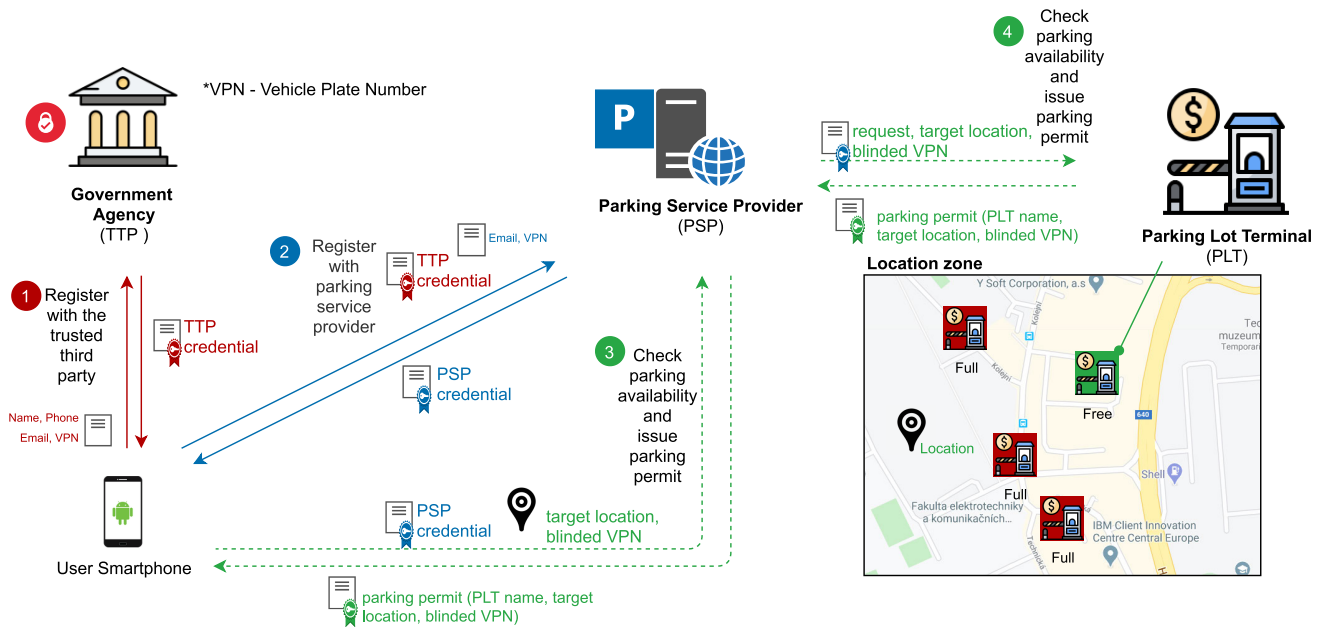 *VPN - Vehicle Plate Number
Government
Agency
(TTP )
1
Register
with the
trusted
third
party
TTP
credential
Name, Phone
Email, VPN
User Smartphone
2
Register
with
parking
service
provider
TTP
credential
Email, VPN
PSP
credential
P
Parking Service Provider
(PSP)
3
Check
parking
availability
and
issue
parking
permit
PSP
credential
target location,
blinded VPN
parking permit (PLT name, target
location, blinded VPN)
4
Check
parking
availability
and
issue
parking
permit
request, target location,
blinded VPN
parking permit (PLT name,
target location, blinded VPN)
$
Parking Lot Terminal
(PLT)
Location zone
Y Soft Corporation, a.s
Kolejní
Kolejní
$
Full
$
Free
640
Location
$
Full
$
Full
Shell
Fakulta elektrotechniky
a komunikačních...
Technická
IBM Client Innovation
Centre Central Europe
muzeum
Temporari
H